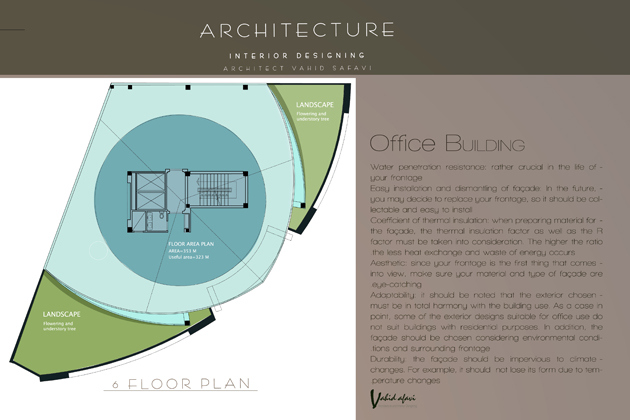 ARCHITECTURE
INTERIOR DESIGNING
ARCHITECT VAHID SAFAVI
LANDSCAPE
Flowering and
understory tree
FLOOR AREA PLAN
AREA=353 M
Useful area=323 M
LANDSCAPE
Flowering and
understory tree
6 FLOOR PLAN
Office BUILDING
Water penetration resistance: rather crucial in the life of -
your frontage
Easy installation and dismantling of façade: In the future, -
you may decide to replace your frontage, so it should be col-
lectable and easy to install
Coefficient of thermal insulation: when preparing material for -
the façade, the thermal insulation factor as well as the R
factor must be taken into consideration. The higher the ratio
the less heat exchange and waste of energy occurs
Aesthetic: since your frontage is the first thing that comes -
into view, make sure your material and type of façade are
eye-catching
Adaptability: it should be noted that the exterior chosen -
must be in total harmony with the building use. As a case in
point, some of the exterior designs suitable for office use do
not suit buildings with residential purposes. In addition, the
façade should be chosen considering environmental condi-
tions and surrounding frontage
Durability: the façade should be impervious to climate -
changes. For example, it should not lose its form due to tem-
perature changes
Vahid afavi